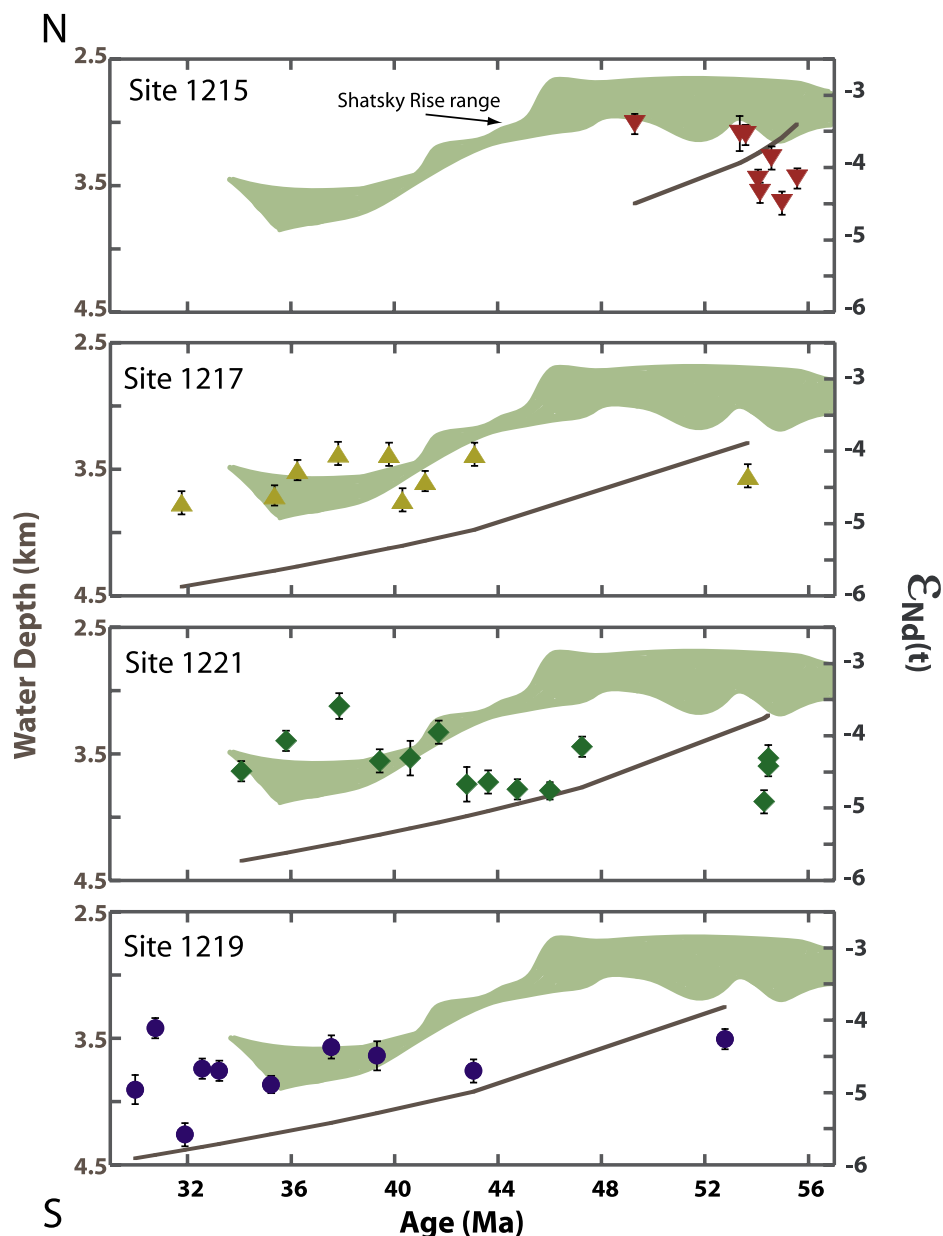 N
2.5
3.5
4.5
Site 1215
Shatsky Rise range
-3
-4
-5
-6
2.5
3.5
4.5
Site 1217
-3
-4
-5
-6
2.5
3.5
4.5
Site 1221
-3
-4
-5
-6
2.5
3.5
4.5
Site 1219
-3
-4
-5
-6
Water Depth (km)
εNd(t)
32 36 40 44 48 52 56
S
Age (Ma)